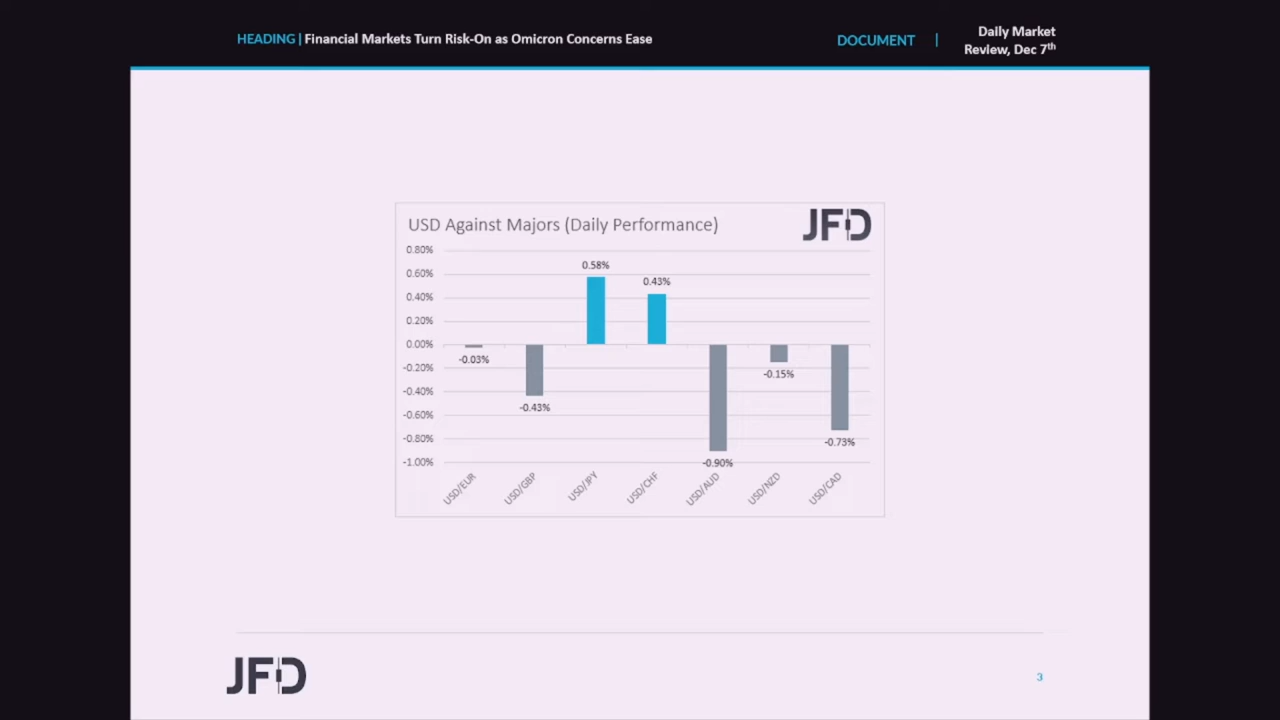 HEADING | Financial Markets Turn Risk-On as Omicron Concerns Ease
DOCUMENT |
Daily Market
Review, Dec 7th
USD Against Majors (Daily Performance)
JFD
0.80%
0.60%
0.40%
0.20%
0.00%
-0.20%
-0.40%
-0.60%
-0.80%
-1.00%
-0.03%
-0.43%
0.58%
0.43%
-0.90%
-0.15%
-0.73%
USD/EUR
USD/GBP
USD/JPY
USD/CHF
USD/AUD
USD/NZD
USD/CAD
JFD
3